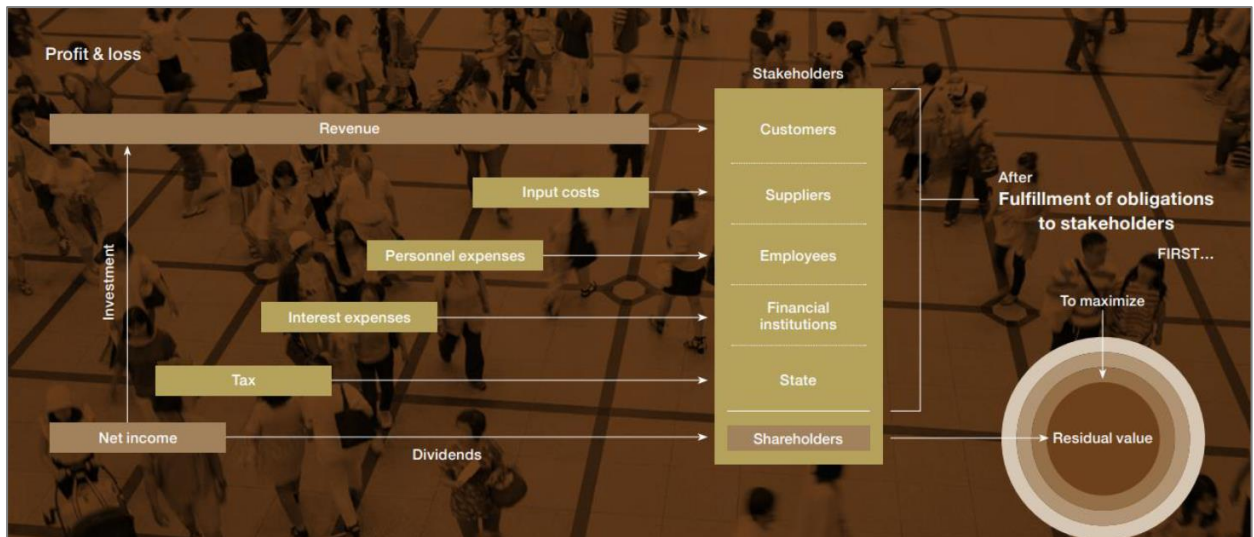 Profit & loss
Stakeholders
Revenue
Customers
Input costs
Suppliers
After
Fulfillment of obligations
to stakeholders
FIRST...
Personnel expenses
Employees
Investment
To maximize
Interest expenses
Financial
institutions
Tax
State
Net income
Dividends
Shareholders
Residual value